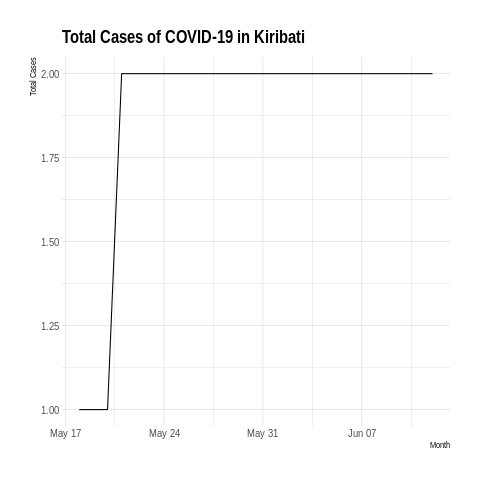 Total Cases of COVID-19 in Kiribati
Total Cases
2.00
1.75
1.50
1.25
1.00
May 17 May 24 May 31 Jun 07
Month